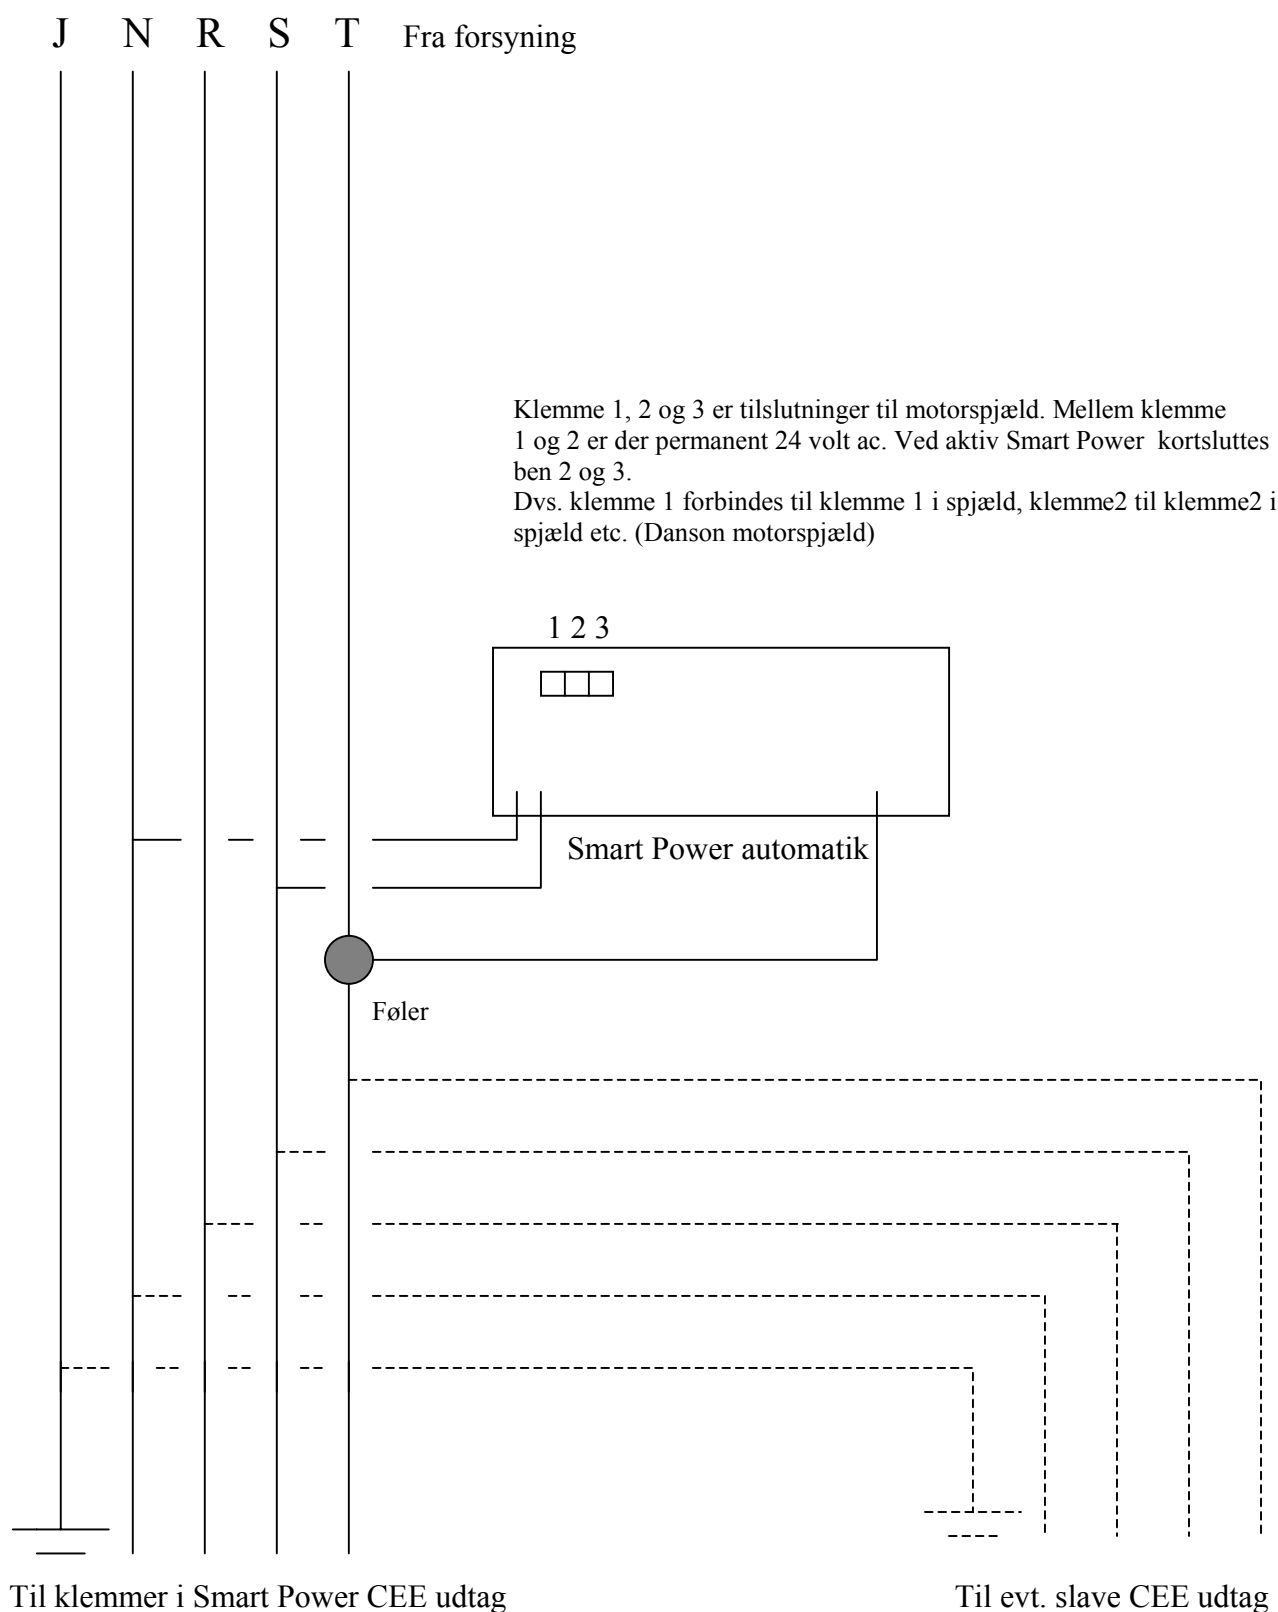 J N R S T Fra forsyning
Klemme 1, 2 og 3 er tilslutninger til motorspjæld. Mellem klemme
1 og 2 er der permanent 24 volt ac. Ved aktiv Smart Power kortsluttes
ben 2 og 3.
Dvs. klemme 1 forbindes til klemme 1 i spjæld, klemme2 til klemme2 i
spjæld etc. (Danson motorspjæld)
1 2 3
Smart Power automatik
Føler
Til klemmer i Smart Power CEE udtag
Til evt. slave CEE udtag